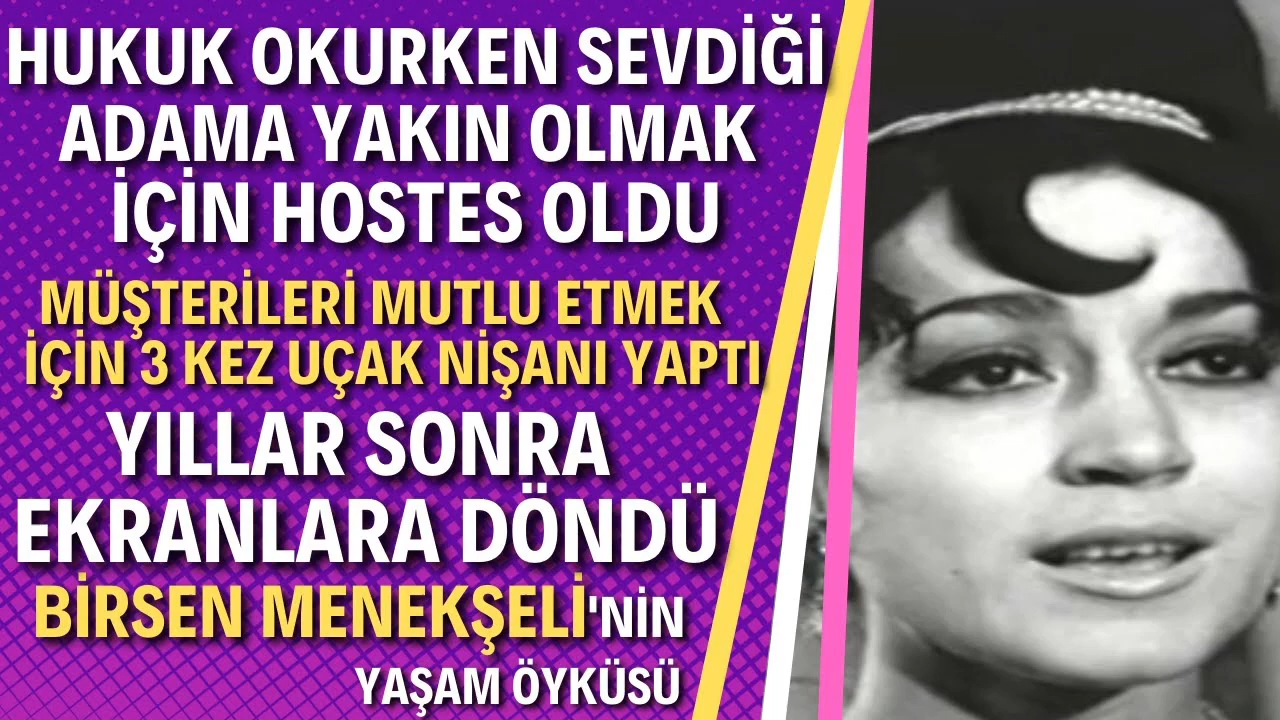 HUKUK OKURKEN SEVDİĞİ
ADAMA YAKIN OLMAK
İÇİN HOSTES OLDU
MÜŞTERİLERİ MUTLU ETMEK
İÇİN 3 KEZ UÇAK NİŞANI YAPTI
YILLAR SONRA
EKRANLARA DÖNDÜ
BİRSEN MENEKŞELİ'NİN
YAŞAM ÖYKÜSÜ